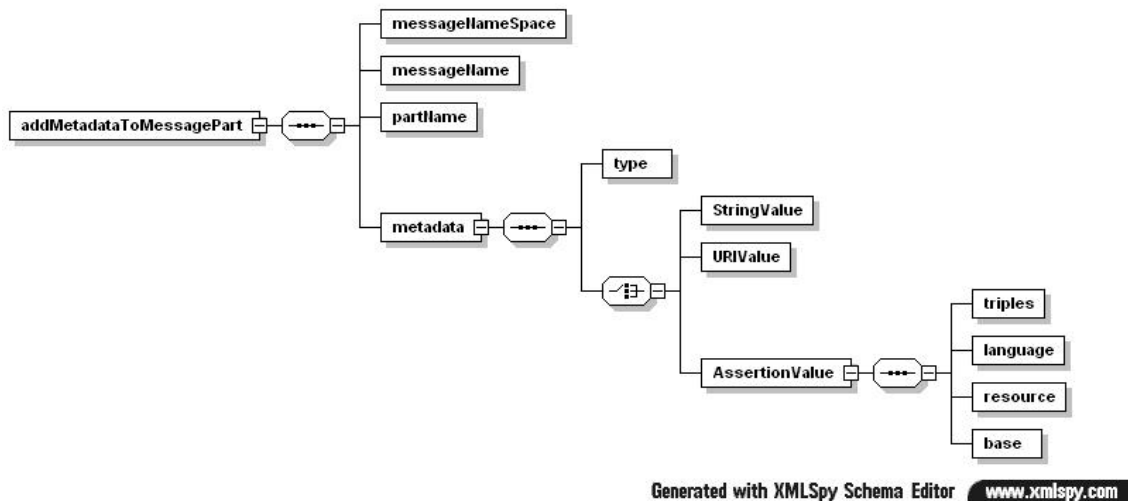 messageNameSpace
messageName
addMetadataToMessagePart
partName
type
metadata
StringValue
URIValue
triples
language
AssertionValue
resource
base
Generated with XMLSpy Schema Editor www.xmlspy.com